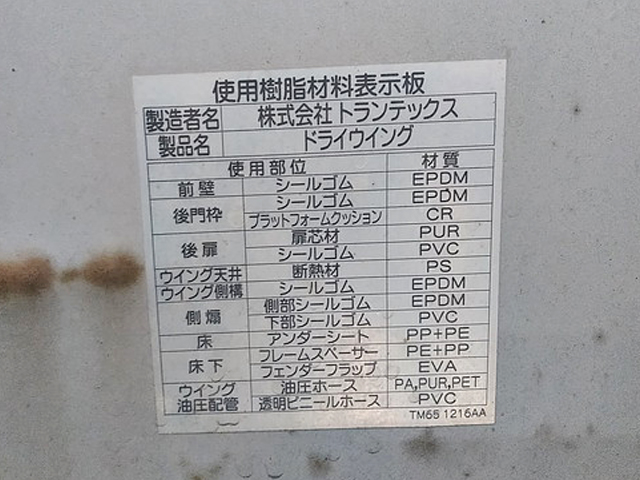 使用樹脂材料表示板
製造者名 株式会社 トランテックス
製品名 ドライウイング
使用部位 材質
前壁 シールゴム EPDM
後門枠 シールゴム EPDM
プラットフォームクッション CR
後扉 扉芯材 PUR
シールゴム PVC
ウイング天井 断熱材 PS
ウイング側構 シールゴム EPDM
側煽 側部シールゴム EPDM
下部シールゴム PVC
床 アンダーシート PP+PE
床下 フレームスペーサー PE+PP
フェンダーフラップ EVA
ウイング油圧配管 油圧ホース PA,PUR,PET
透明ビニールホース PVC
TM65 1216AA